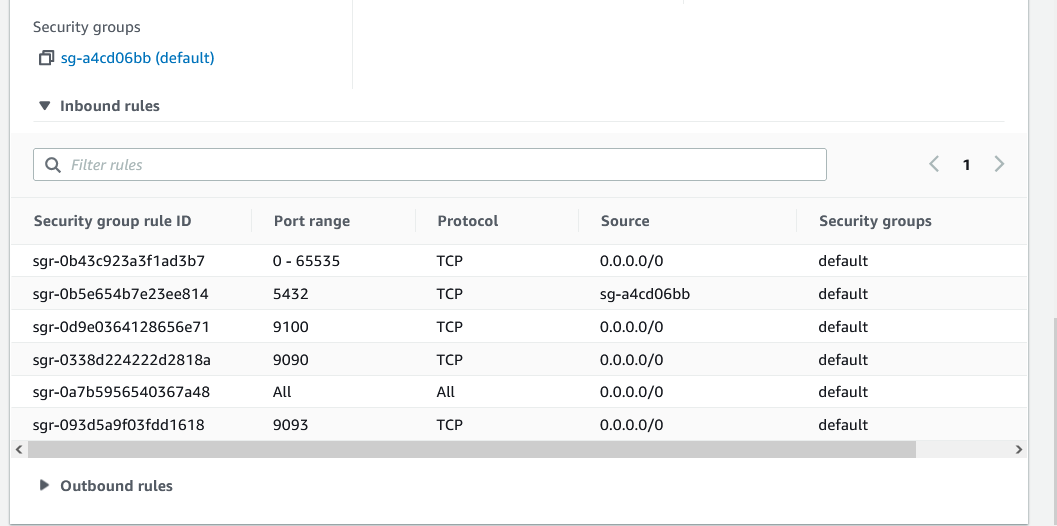 Security groups
sg-a4cd06bb (default)
Inbound rules
Filter rules
1
Security group rule ID Port range Protocol Source Security groups
sgr-0b43c923a3f1ad3b7 0 - 65535 TCP 0.0.0.0/0 default
sgr-0b5e654b7e23ee814 5432 TCP sg-a4cd06bb default
sgr-0d9e0364128656e71 9100 TCP 0.0.0.0/0 default
sgr-0338d224222d2818a 9090 TCP 0.0.0.0/0 default
sgr-0a7b5956540367a48 All All 0.0.0.0/0 default
sgr-093d5a9f03fdd1618 9093 TCP 0.0.0.0/0 default
Outbound rules